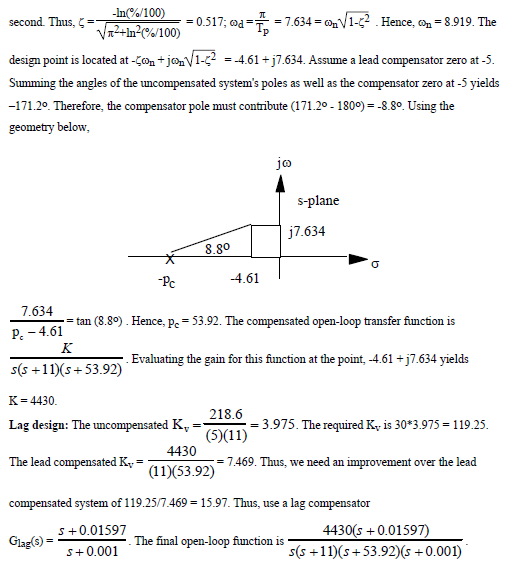 second. Thus, ζ = -ln(%/100) / √(π²+ln²(%/100)) = 0.517; ωd = π / Tp = 7.634 = ωn√(1-ζ²) . Hence, ωn = 8.919. The
design point is located at -ζωn + jωn√(1-ζ²) = -4.61 + j7.634. Assume a lead compensator zero at -5.
Summing the angles of the uncompensated system's poles as well as the compensator zero at -5 yields
–171.2o. Therefore, the compensator pole must contribute (171.2o - 180o) = -8.8o. Using the
geometry below,
jω
s-plane
j7.634
8.8o
X
σ
-pc
-4.61
7.634 / (pc – 4.61) = tan (8.8o) . Hence, pc = 53.92. The compensated open-loop transfer function is
K / (s(s +11)(s + 53.92)) . Evaluating the gain for this function at the point, -4.61 + j7.634 yields
K = 4430.
Lag design: The uncompensated Kv = 218.6 / ((5)(11)) = 3.975. The required Kv is 30*3.975 = 119.25.
The lead compensated Kv = 4430 / ((11)(53.92)) = 7.469. Thus, we need an improvement over the lead
compensated system of 119.25/7.469 = 15.97. Thus, use a lag compensator
Glag(s) = (s + 0.01597) / (s + 0.001) . The final open-loop function is 4430(s + 0.01597) / (s(s +11)(s + 53.92)(s + 0.001)) .